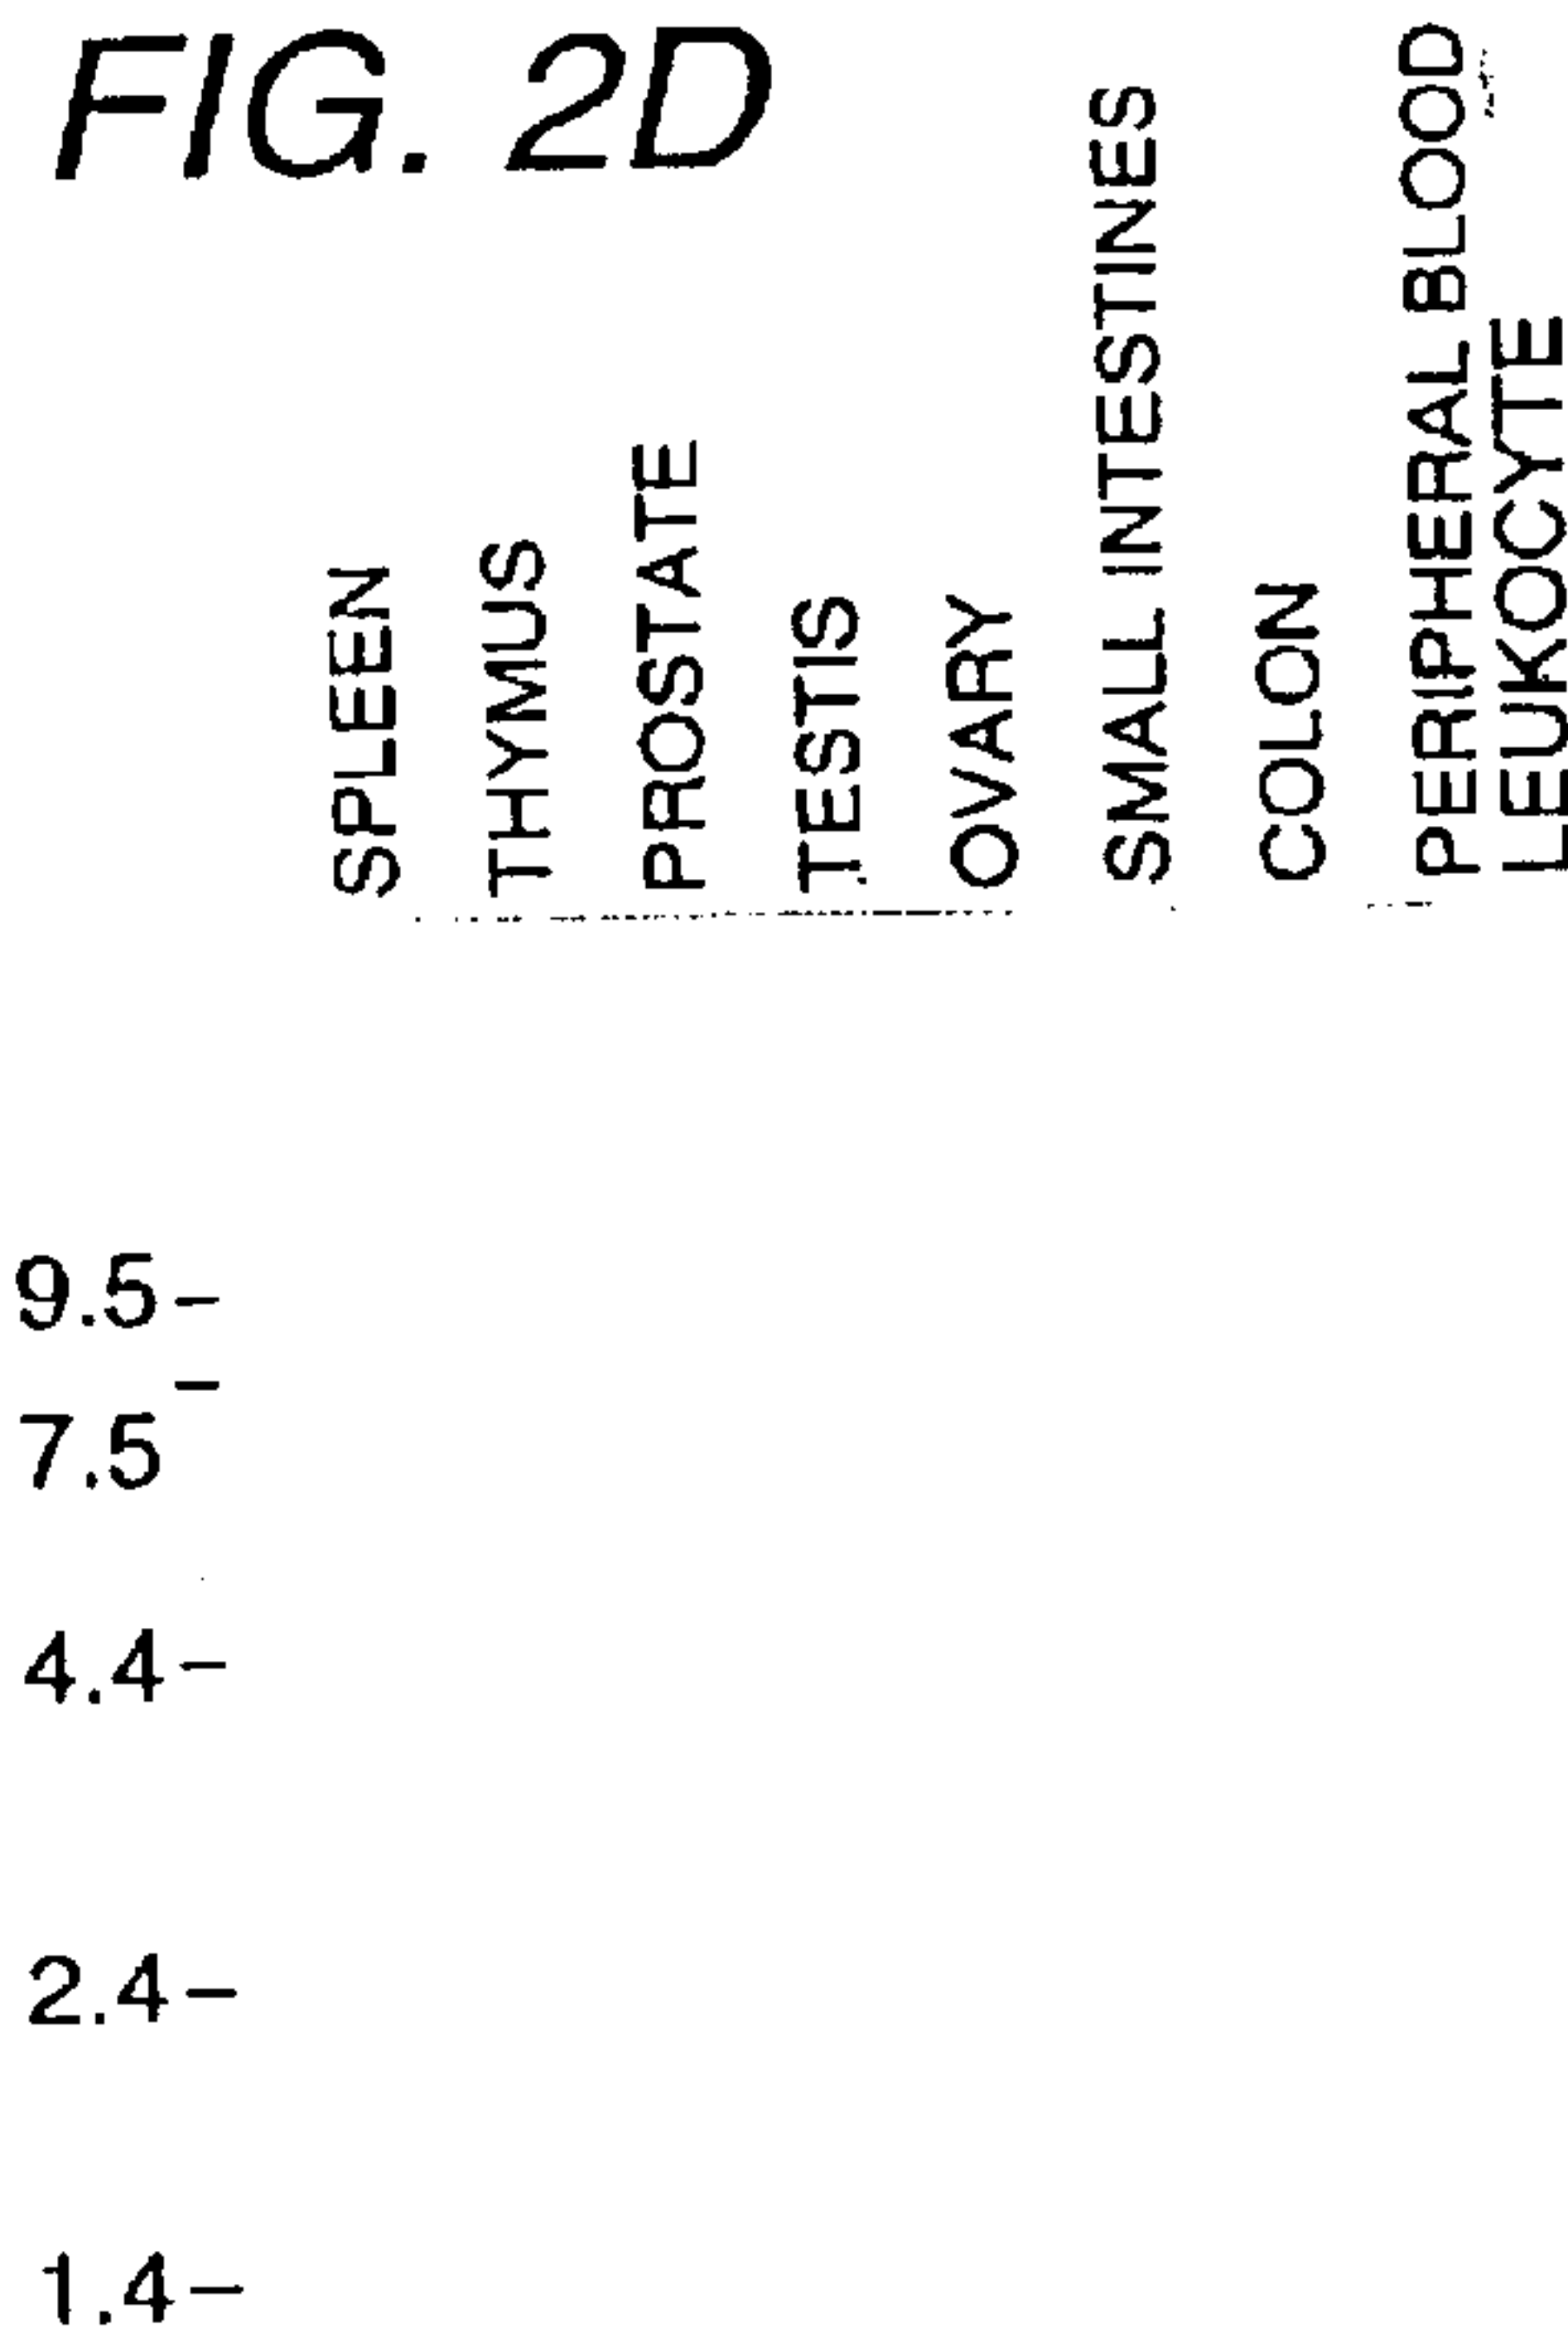 FIG. 2D
SPLEEN
THYMUS
PROSTATE
TESTIS
OVARY
SMALL INTESTINES
COLON
PERIPHERAL BLOOD
LEUKOCYTE
9.5
7.5
4.4
2.4
1.4